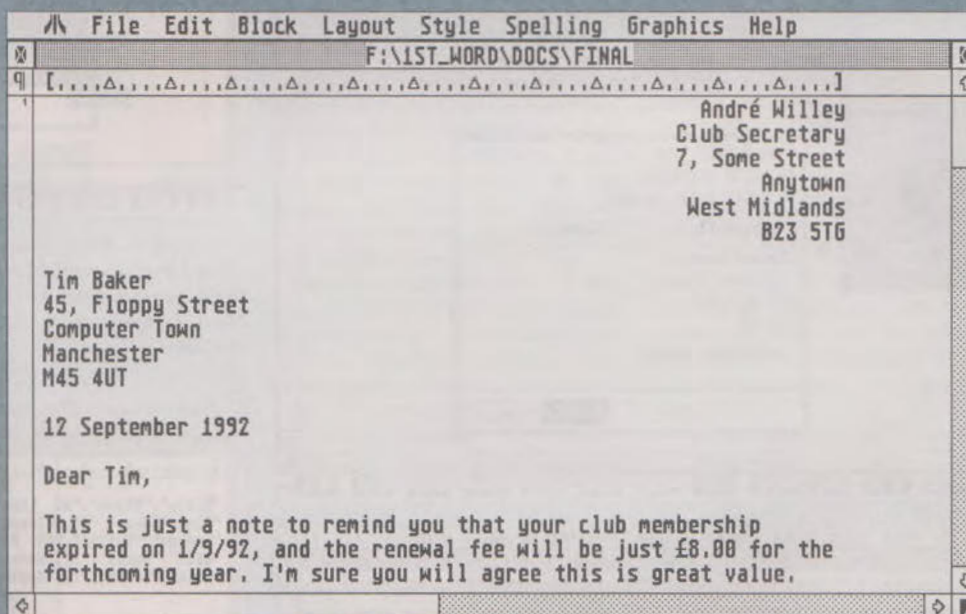 File Edit Block Layout Style Spelling Graphics Help
F:\1ST_WORD\DOCS\FINAL
André Willey
Club Secretary
7, Some Street
Anytown
West Midlands
B23 5TG
Tim Baker
45, Floppy Street
Computer Town
Manchester
M45 4UT
12 September 1992
Dear Tim,
This is just a note to remind you that your club membership
expired on 1/9/92, and the renewal fee will be just £8.00 for the
forthcoming year. I'm sure you will agree this is great value.